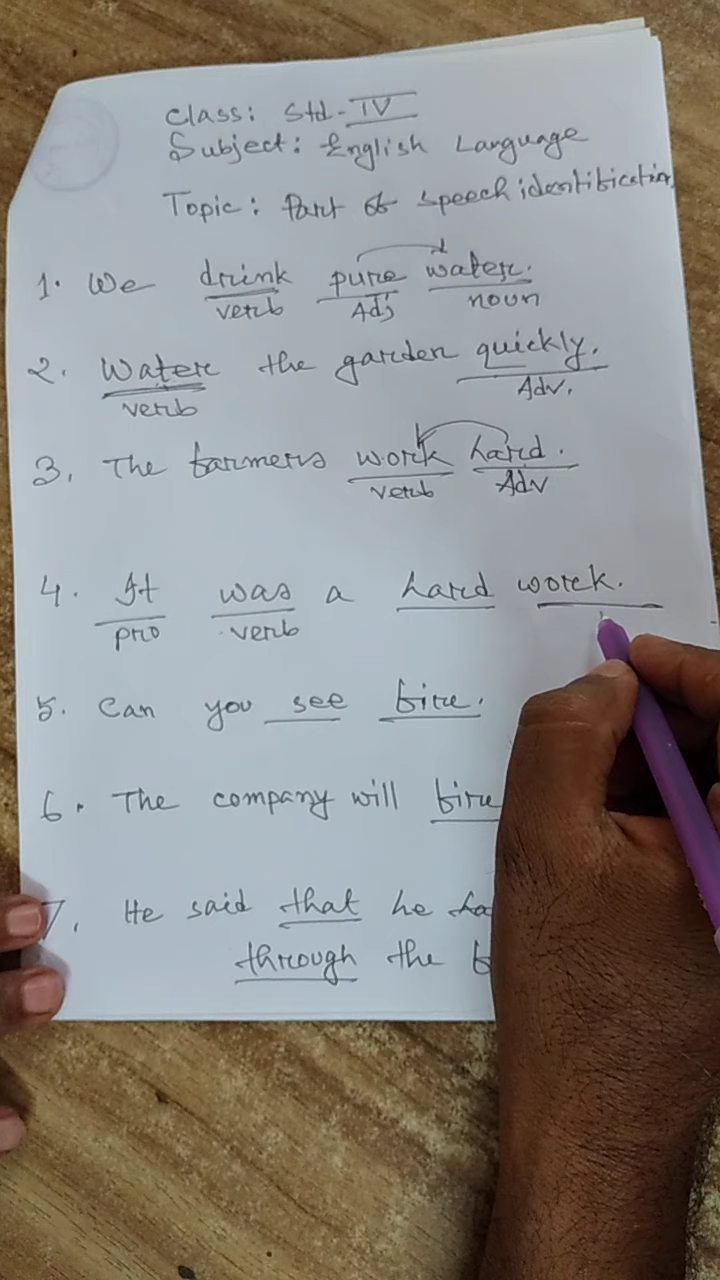 Class: Std-IV
Subject: English Language
Topic: Part of speech identification
1. We drink pure water.
verb Adj noun
2. Water the garden quickly.
verb Adv.
3. The farmers work hard.
verb Adv
4. It was a hard work.
pro verb
5. Can you see fire.
6. The company will fire
7. He said that he
through the